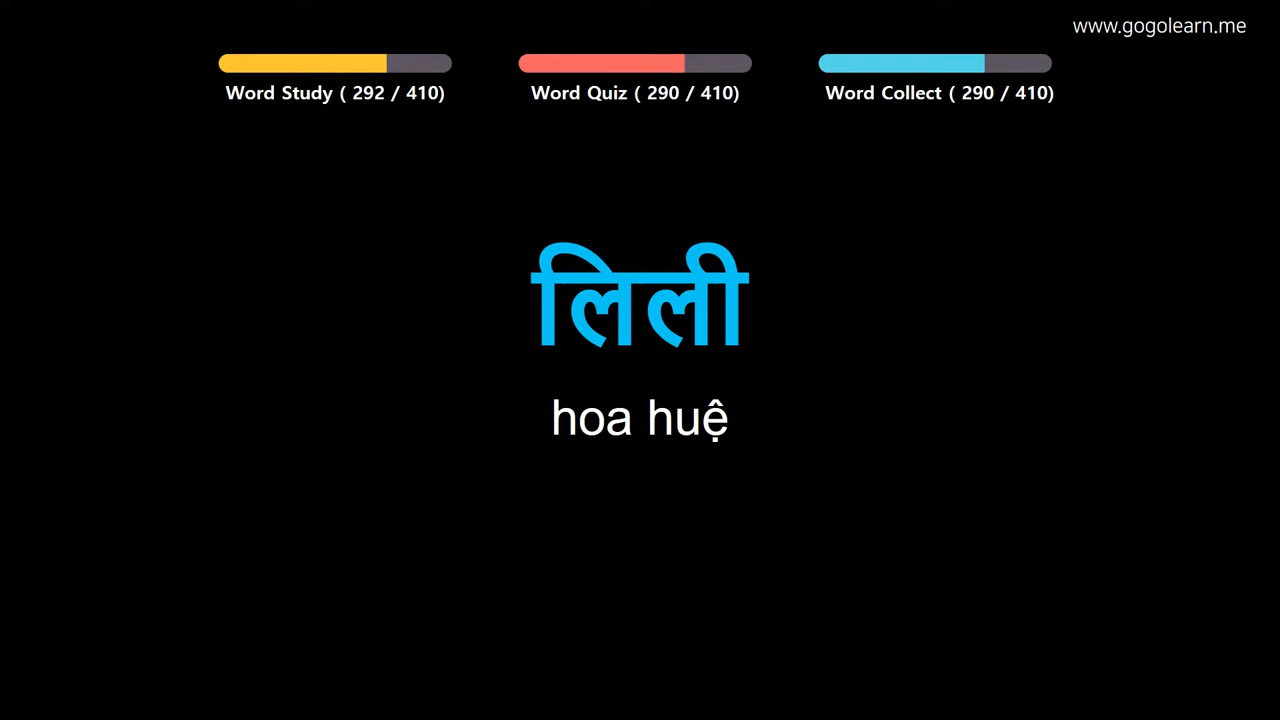 www.gogolearn.me
Word Study ( 292 / 410)
Word Quiz ( 290 / 410)
Word Collect ( 290 / 410)
लिली
hoa huệ